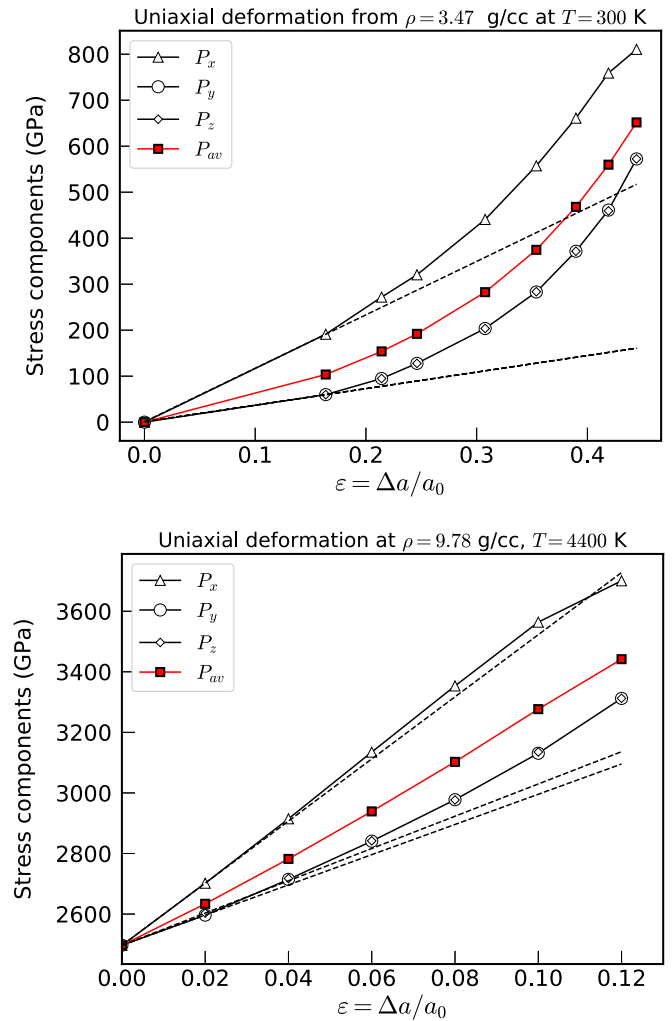 Uniaxial deformation from ρ = 3.47 g/cc at T = 300 K
Stress components (GPa)
800
700
600
500
400
300
200
100
0
P_x
P_y
P_z
P_av
0.0 0.1 0.2 0.3 0.4
ε = Δa/a₀
Uniaxial deformation at ρ = 9.78 g/cc, T = 4400 K
Stress components (GPa)
3600
3400
3200
3000
2800
2600
P_x
P_y
P_z
P_av
0.00 0.02 0.04 0.06 0.08 0.10 0.12
ε = Δa/a₀